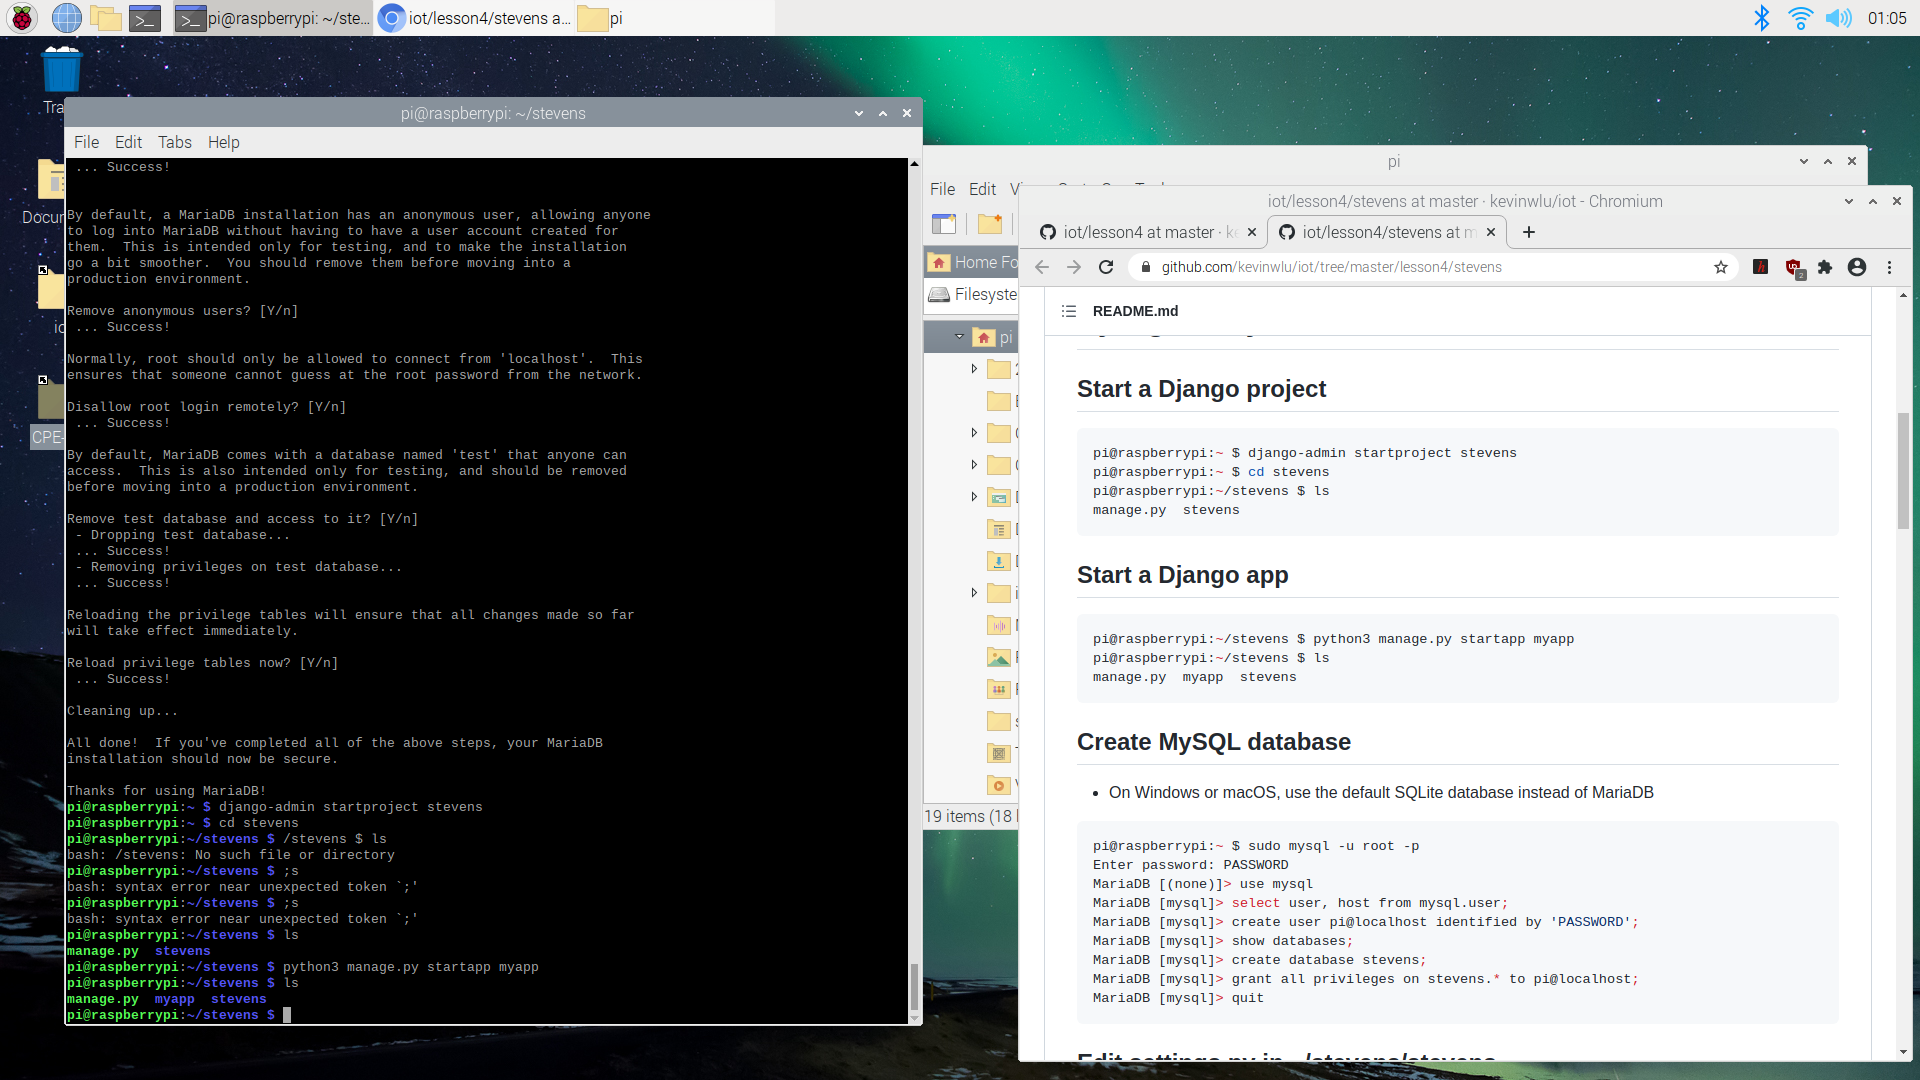 pi@raspberrypi: ~/ste...
iot/lesson4/stevens a...
pi
01:05
pi@raspberrypi: ~/stevens
File Edit Tabs Help
... Success!
By default, a MariaDB installation has an anonymous user, allowing anyone
to log into MariaDB without having to have a user account created for
them.  This is intended only for testing, and to make the installation
go a bit smoother.  You should remove them before moving into a
production environment.
Remove anonymous users? [Y/n]
... Success!
Normally, root should only be allowed to connect from 'localhost'.  This
ensures that someone cannot guess at the root password from the network.
Disallow root login remotely? [Y/n]
... Success!
By default, MariaDB comes with a database named 'test' that anyone can
access.  This is also intended only for testing, and should be removed
before moving into a production environment.
Remove test database and access to it? [Y/n]
- Dropping test database...
... Success!
- Removing privileges on test database...
... Success!
Reloading the privilege tables will ensure that all changes made so far
will take effect immediately.
Reload privilege tables now? [Y/n]
... Success!
Cleaning up...
All done!  If you've completed all of the above steps, your MariaDB
installation should now be secure.
Thanks for using MariaDB!
pi@raspberrypi:~ $ django-admin startproject stevens
pi@raspberrypi:~ $ cd stevens
pi@raspberrypi:~/stevens $ /stevens $ ls
bash: /stevens: No such file or directory
pi@raspberrypi:~/stevens $ ;s
bash: syntax error near unexpected token `;'
pi@raspberrypi:~/stevens $ ;s
bash: syntax error near unexpected token `;'
pi@raspberrypi:~/stevens $ ls
manage.py  stevens
pi@raspberrypi:~/stevens $ python3 manage.py startapp myapp
pi@raspberrypi:~/stevens $ ls
manage.py  myapp  stevens
pi@raspberrypi:~/stevens $
pi
File Edit
Home Fo
Filesyste
pi
19 items (18
iot/lesson4/stevens at master · kevinwlu/iot - Chromium
iot/lesson4 at master · ke
iot/lesson4/stevens at m
github.com/kevinwlu/iot/tree/master/lesson4/stevens
2
README.md
Start a Django project
pi@raspberrypi:~ $ django-admin startproject stevens
pi@raspberrypi:~ $ cd stevens
pi@raspberrypi:~/stevens $ ls
manage.py  stevens
Start a Django app
pi@raspberrypi:~/stevens $ python3 manage.py startapp myapp
pi@raspberrypi:~/stevens $ ls
manage.py  myapp  stevens
Create MySQL database
• On Windows or macOS, use the default SQLite database instead of MariaDB
pi@raspberrypi:~ $ sudo mysql -u root -p
Enter password: PASSWORD
MariaDB [(none)]> use mysql
MariaDB [mysql]> select user, host from mysql.user;
MariaDB [mysql]> create user pi@localhost identified by 'PASSWORD';
MariaDB [mysql]> show databases;
MariaDB [mysql]> create database stevens;
MariaDB [mysql]> grant all privileges on stevens.* to pi@localhost;
MariaDB [mysql]> quit
Edit settings.py in ~/stevens/stevens
Tra
Docum
io
CPE-